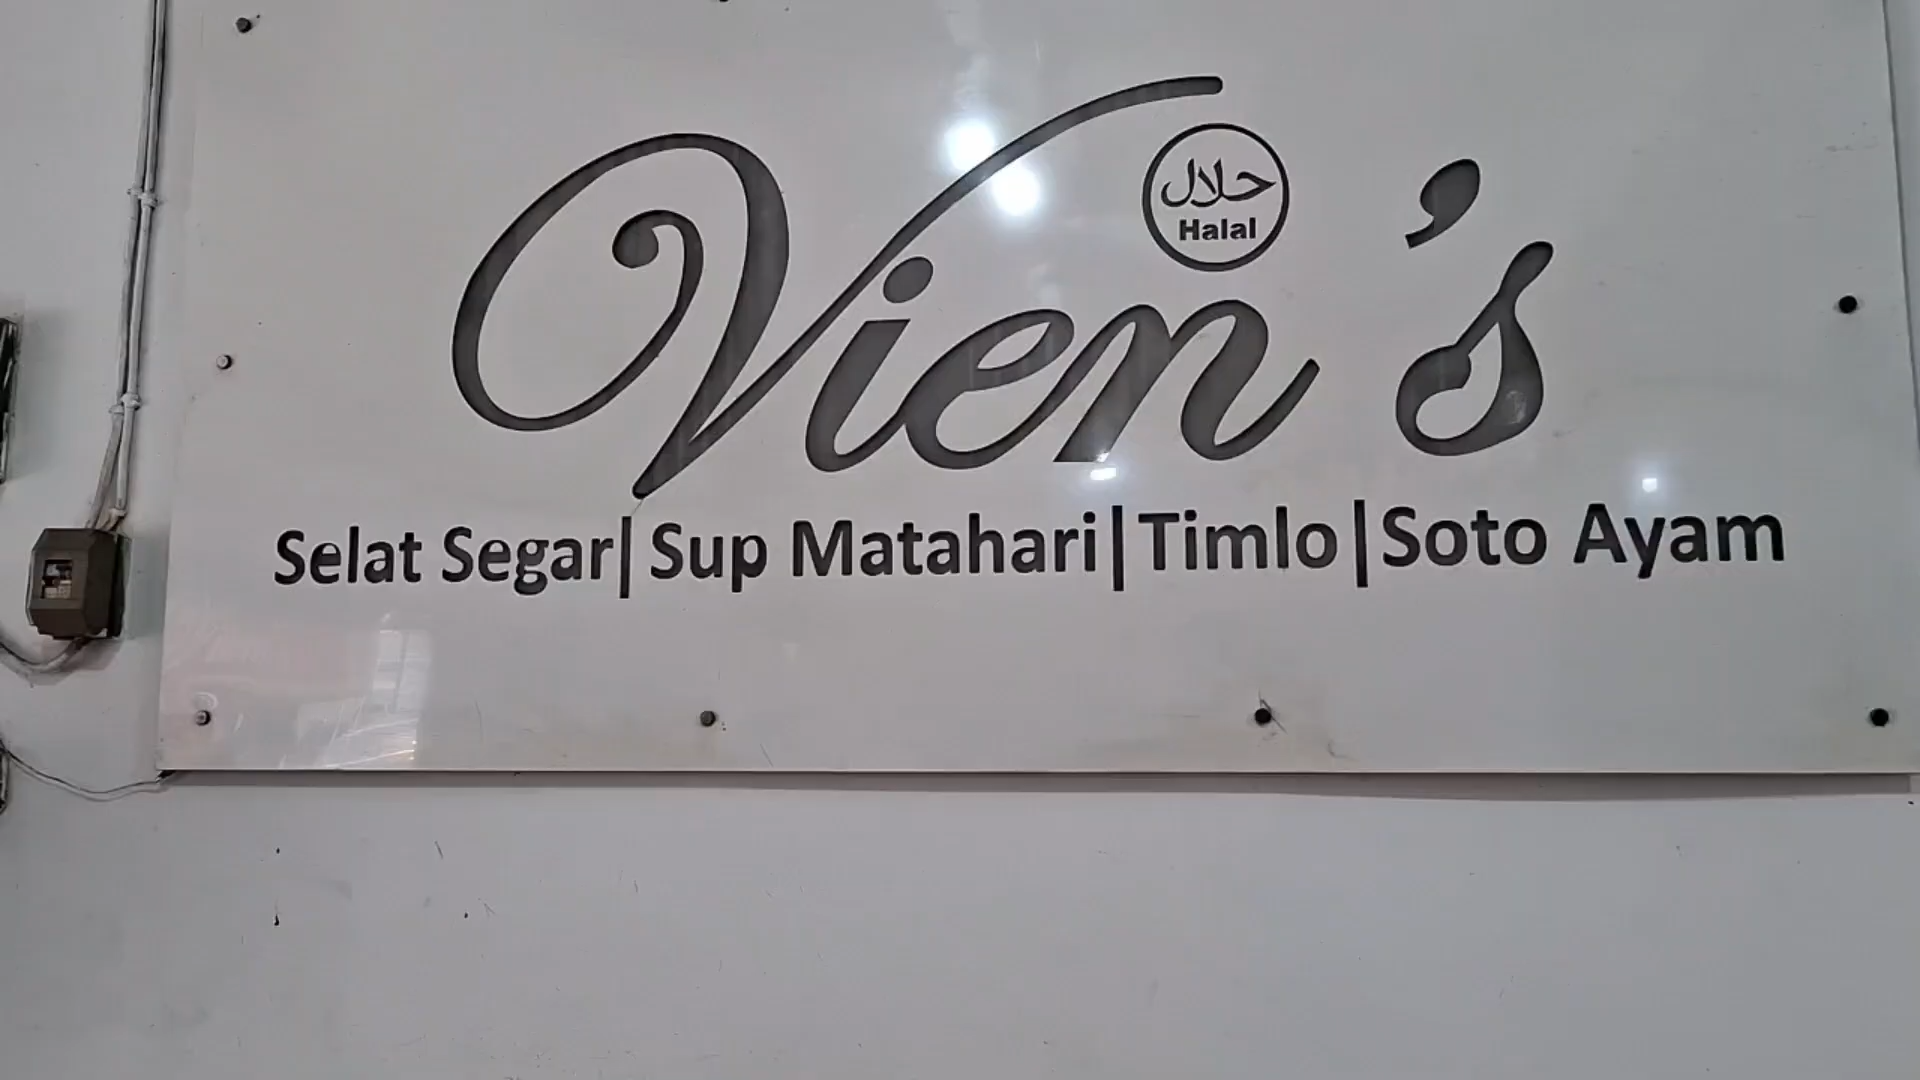 Vien's
حلال
Halal
Selat Segar| Sup Matahari|Timlo|Soto Ayam